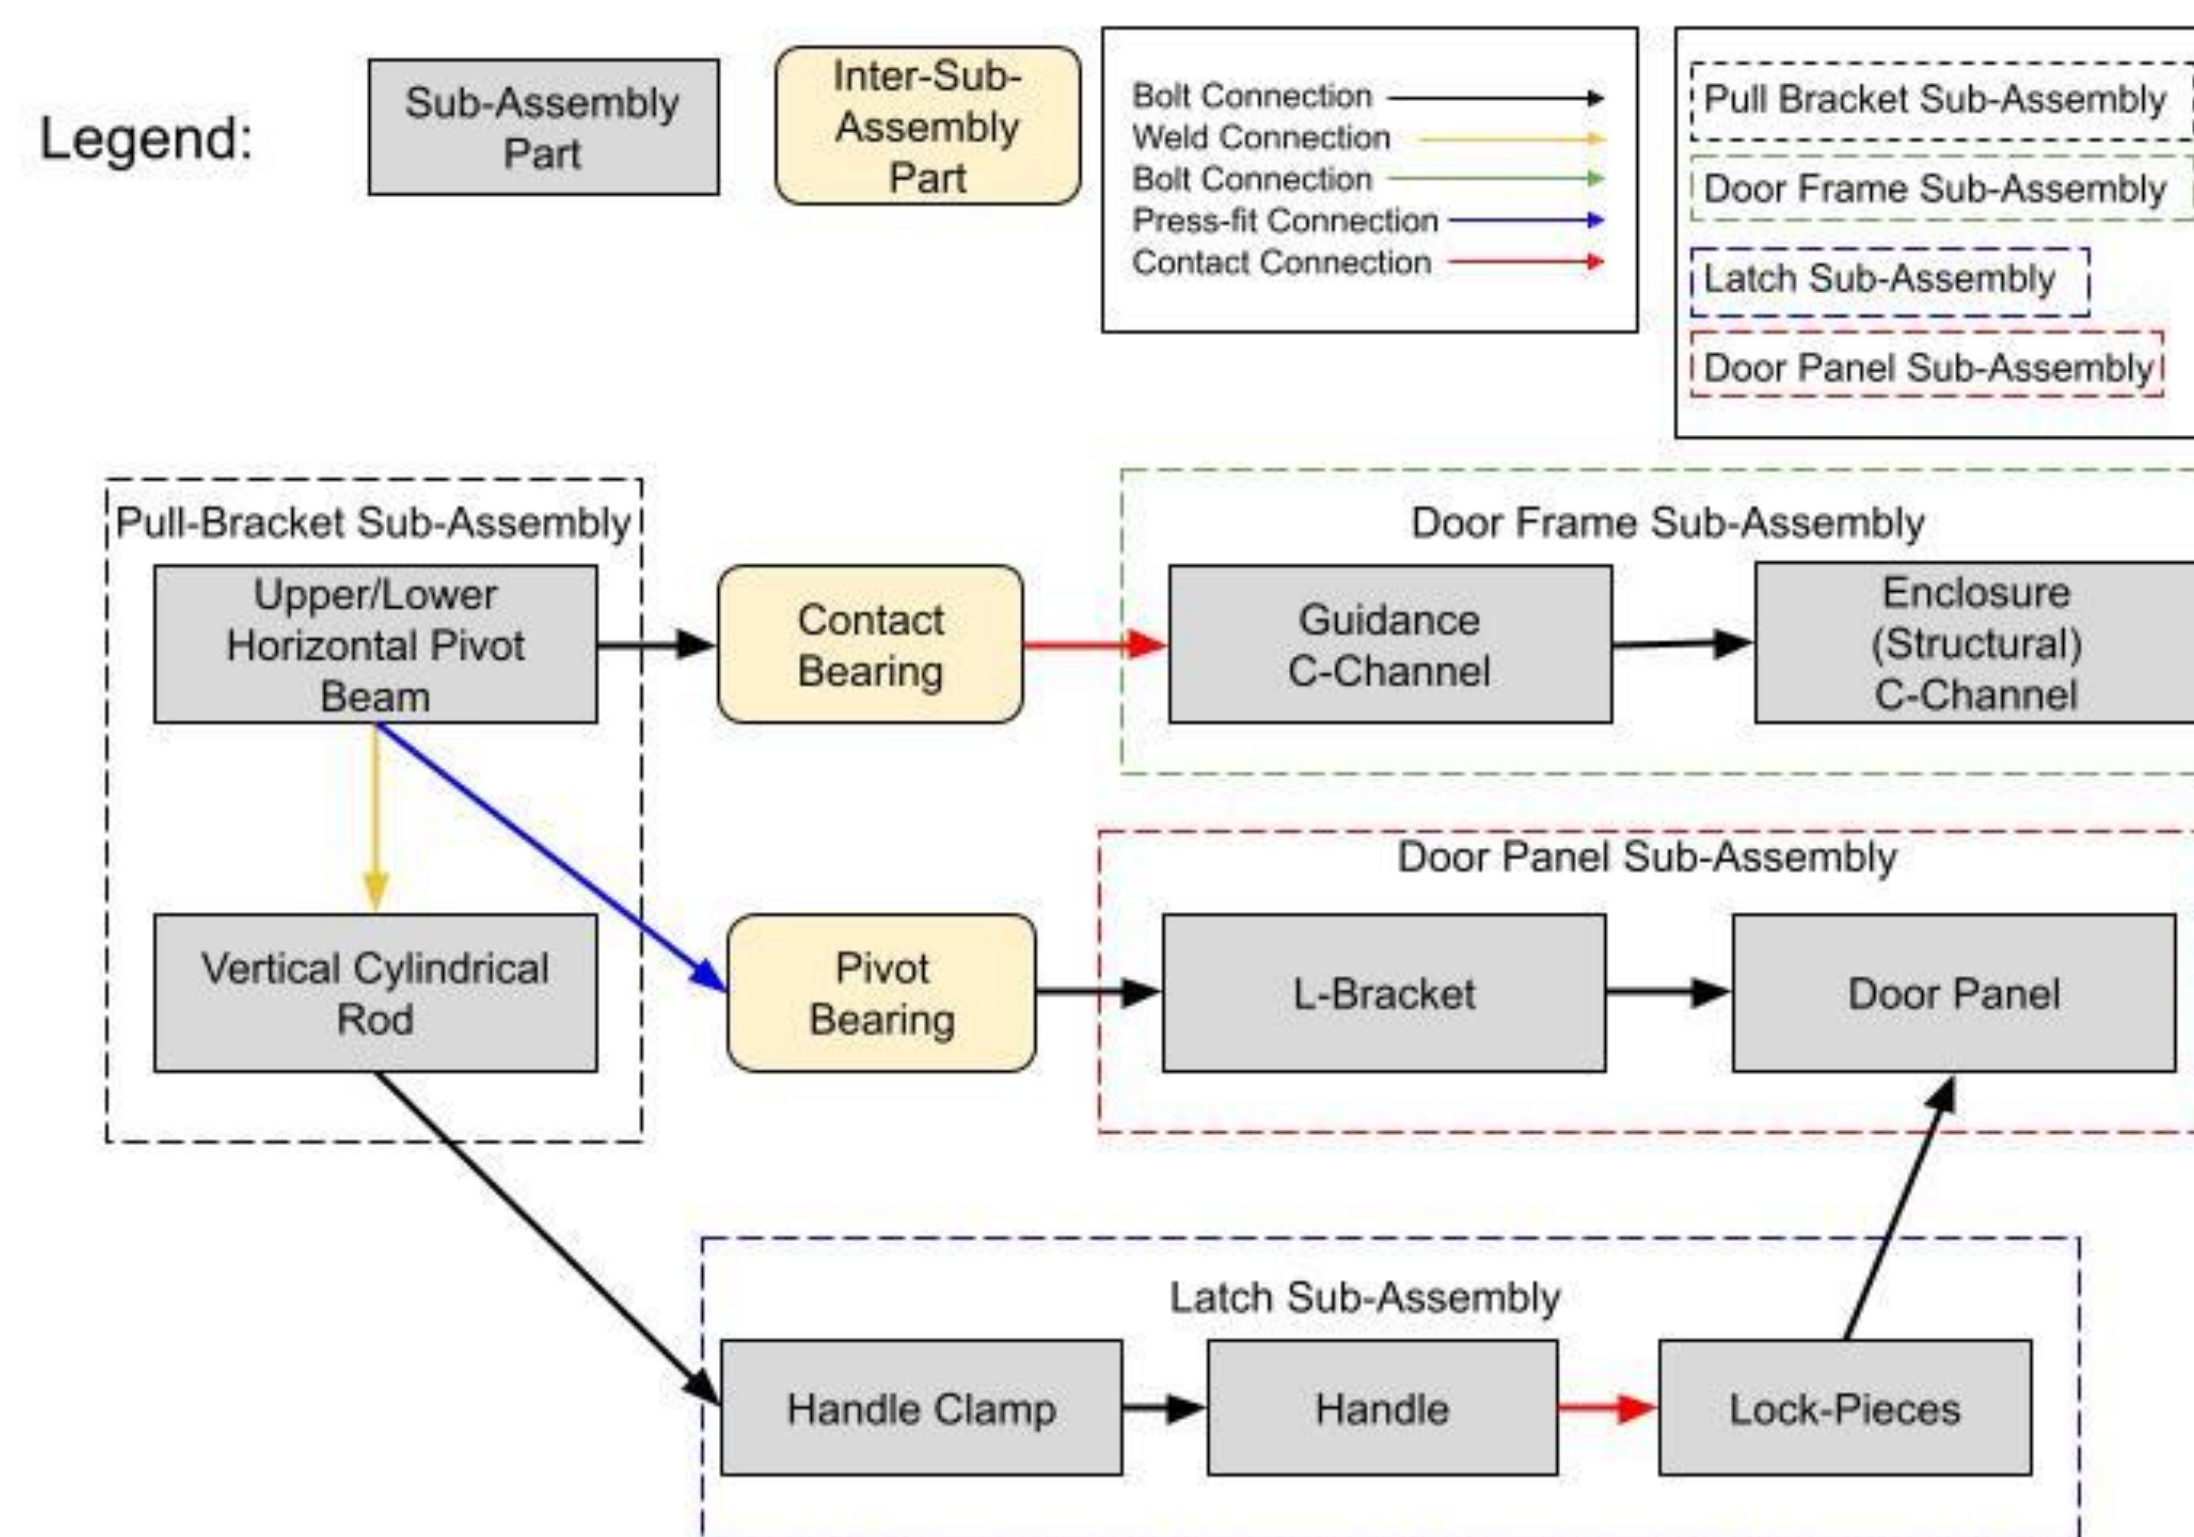 Legend:
Sub-Assembly
Part
Inter-Sub-
Assembly
Part
Bolt Connection
Weld Connection
Bolt Connection
Press-fit Connection
Contact Connection
Pull Bracket Sub-Assembly
Door Frame Sub-Assembly
Latch Sub-Assembly
Door Panel Sub-Assembly
Pull-Bracket Sub-Assembly
Upper/Lower
Horizontal Pivot
Beam
Contact
Bearing
Door Frame Sub-Assembly
Guidance
C-Channel
Enclosure
(Structural)
C-Channel
Vertical Cylindrical
Rod
Pivot
Bearing
Door Panel Sub-Assembly
L-Bracket
Door Panel
Latch Sub-Assembly
Handle Clamp
Handle
Lock-Pieces